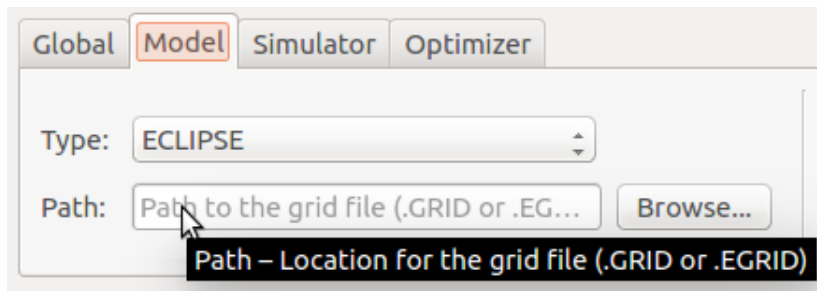 Global Model Simulator Optimizer
Type: ECLIPSE
Path: Path to the grid file (.GRID or .EG... Browse...
Path – Location for the grid file (.GRID or .EGRID)